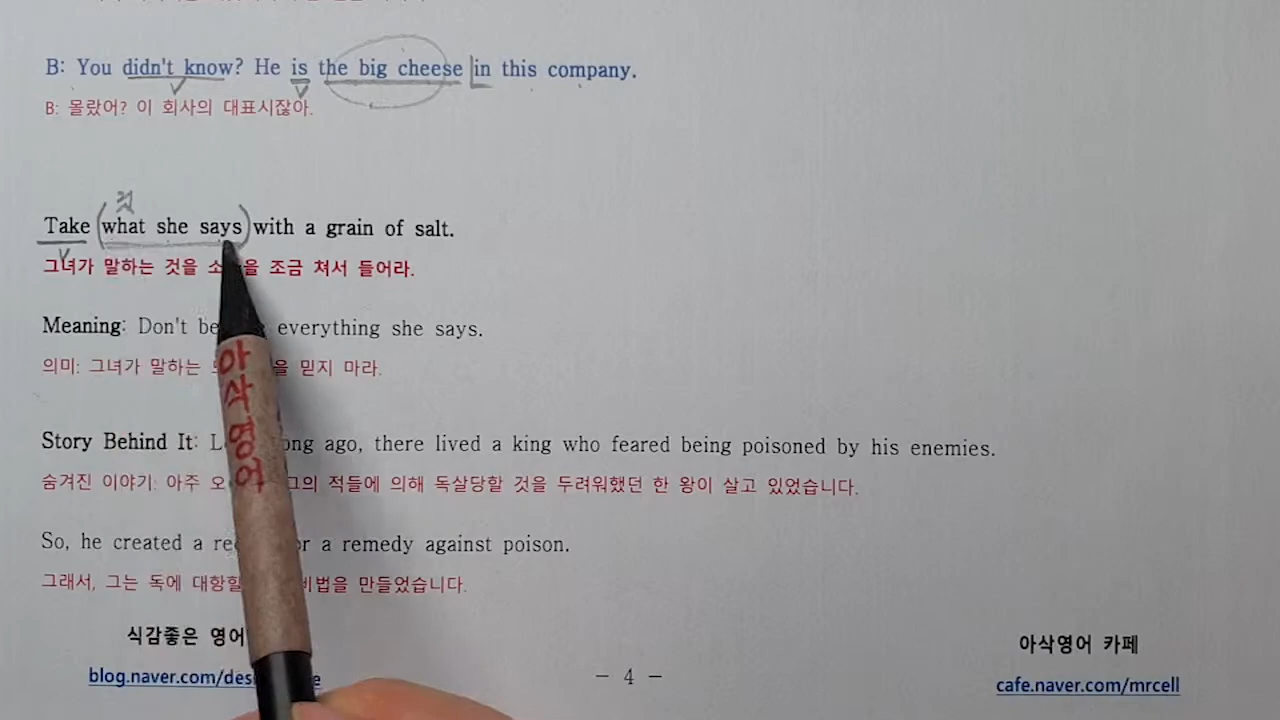 B: You didn't know? He is the big cheese in this company.
B: 몰랐어? 이 회사의 대표시잖아.
것
Take (what she says) with a grain of salt.
그녀가 말하는 것을 소 을 조금 쳐서 들어라.
Meaning: Don't be everything she says.
의미: 그녀가 말하는 을 믿지 마라.
Story Behind It: L ong ago, there lived a king who feared being poisoned by his enemies.
숨겨진 이야기: 아주 오 그의 적들에 의해 독살당할 것을 두려워했던 한 왕이 살고 있었습니다.
So, he created a re or a remedy against poison.
그래서, 그는 독에 대항할 비법을 만들었습니다.
아삭영어
식감좋은 영어
아삭영어 카페
blog.naver.com/des e
- 4 -
cafe.naver.com/mrcell